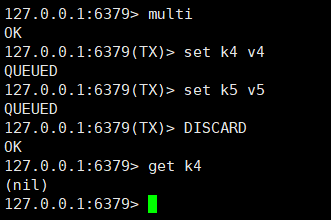 127.0.0.1:6379> multi
OK
127.0.0.1:6379(TX)> set k4 v4
QUEUED
127.0.0.1:6379(TX)> set k5 v5
QUEUED
127.0.0.1:6379(TX)> DISCARD
OK
127.0.0.1:6379> get k4
(nil)
127.0.0.1:6379>